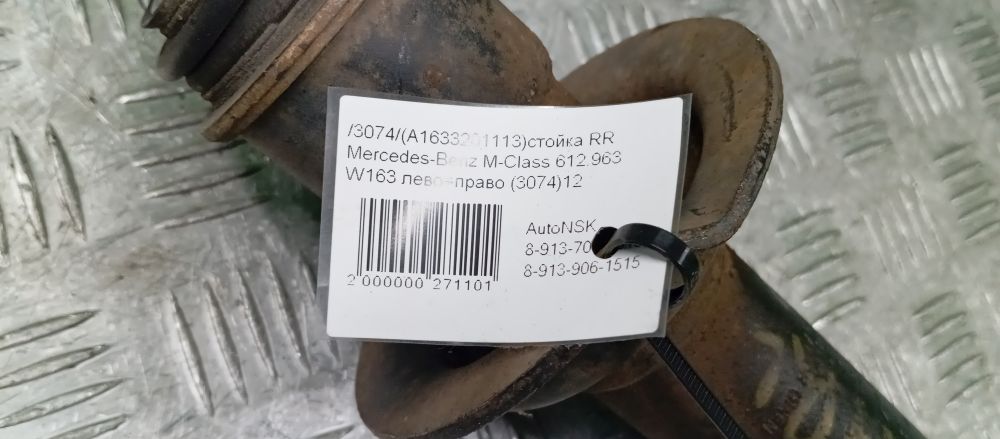 /3074/(A1633201113)стойка RR
Mercedes-Benz M-Class 612.963
W163 лево=право (3074)12
AutoNSK
8-913-70
8-913-906-1515
2 000000 271101